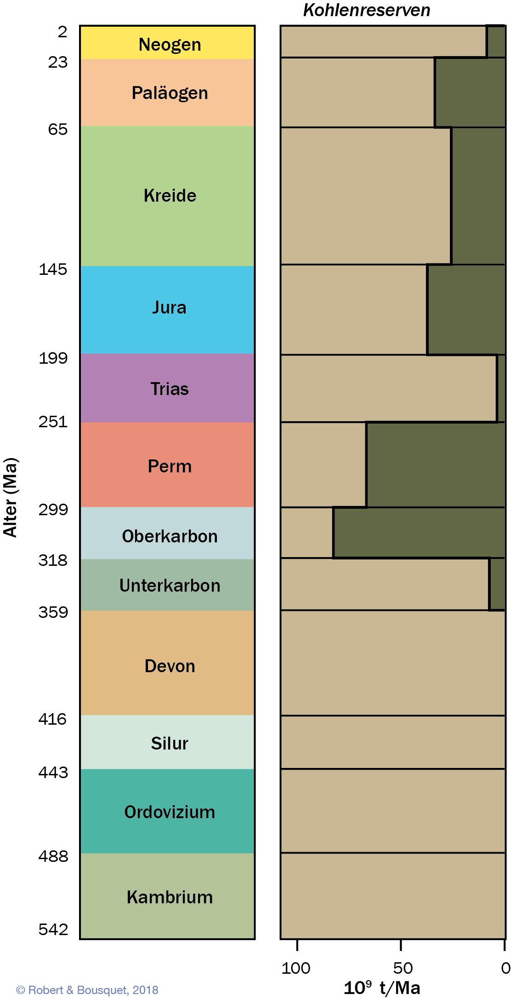 Kohlenreserven
2
Neogen
23
Paläogen
65
Kreide
145
Jura
199
Trias
251
Perm
Alter (Ma)
299
Oberkarbon
318
Unterkarbon
359
Devon
416
Silur
443
Ordovizium
488
Kambrium
542
100 50 0
10⁹ t/Ma
© Robert & Bousquet, 2018